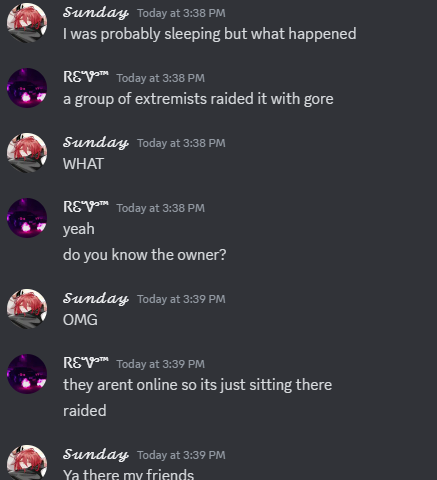 𝓢𝓾𝓷𝓭𝓪𝔂 Today at 3:38 PM
I was probably sleeping but what happened
ՏƐᏉ™ Today at 3:38 PM
a group of extremists raided it with gore
𝓢𝓾𝓷𝓭𝓪𝔂 Today at 3:38 PM
WHAT
RƐV™ Today at 3:38 PM
yeah
do you know the owner?
𝓢𝓾𝓷𝓭𝓪𝔂 Today at 3:39 PM
OMG
RƐV™ Today at 3:39 PM
they arent online so its just sitting there
raided
𝓢𝓾𝓷𝓭𝓪𝔂 Today at 3:39 PM
Ya there my friends